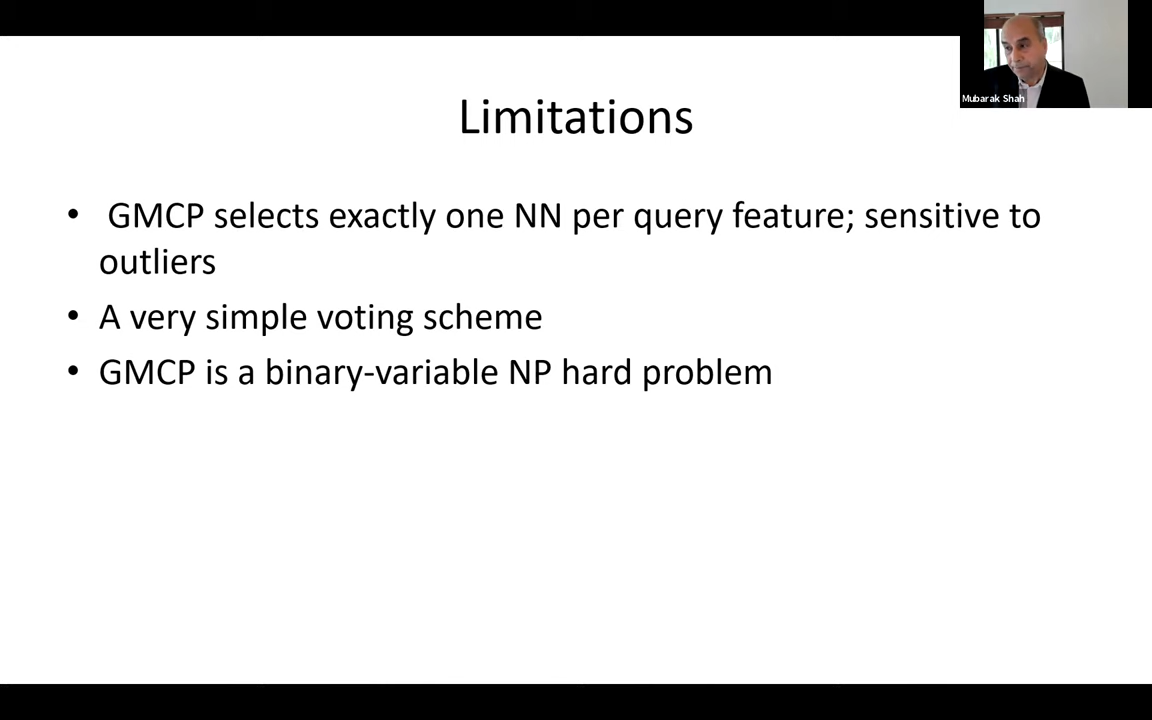 Mubarak Shah
Limitations
• GMCP selects exactly one NN per query feature; sensitive to
outliers
• A very simple voting scheme
• GMCP is a binary-variable NP hard problem